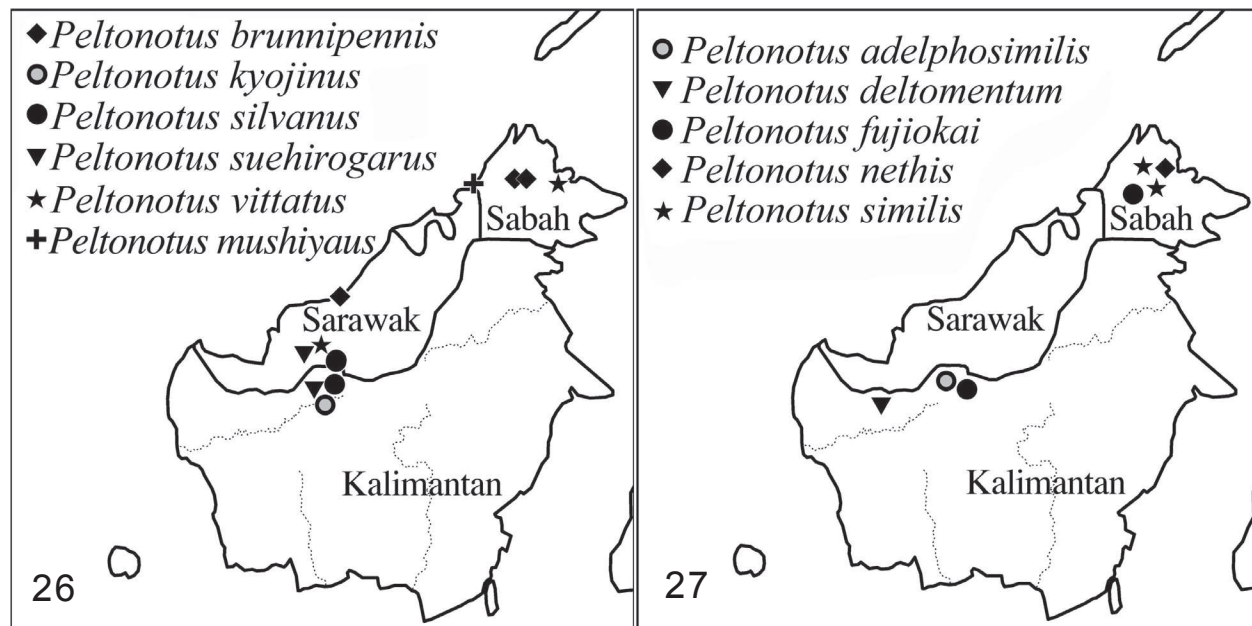 Peltonotus brunnipennis
Peltonotus kyojinus
Peltonotus silvanus
Peltonotus suehirogarus
Peltonotus vittatus
Peltonotus mushiyaus
Sabah
Sarawak
Kalimantan
26
Peltonotus adelphosimilis
Peltonotus deltomentum
Peltonotus fujiokai
Peltonotus nethis
Peltonotus similis
Sabah
Sarawak
Kalimantan
27